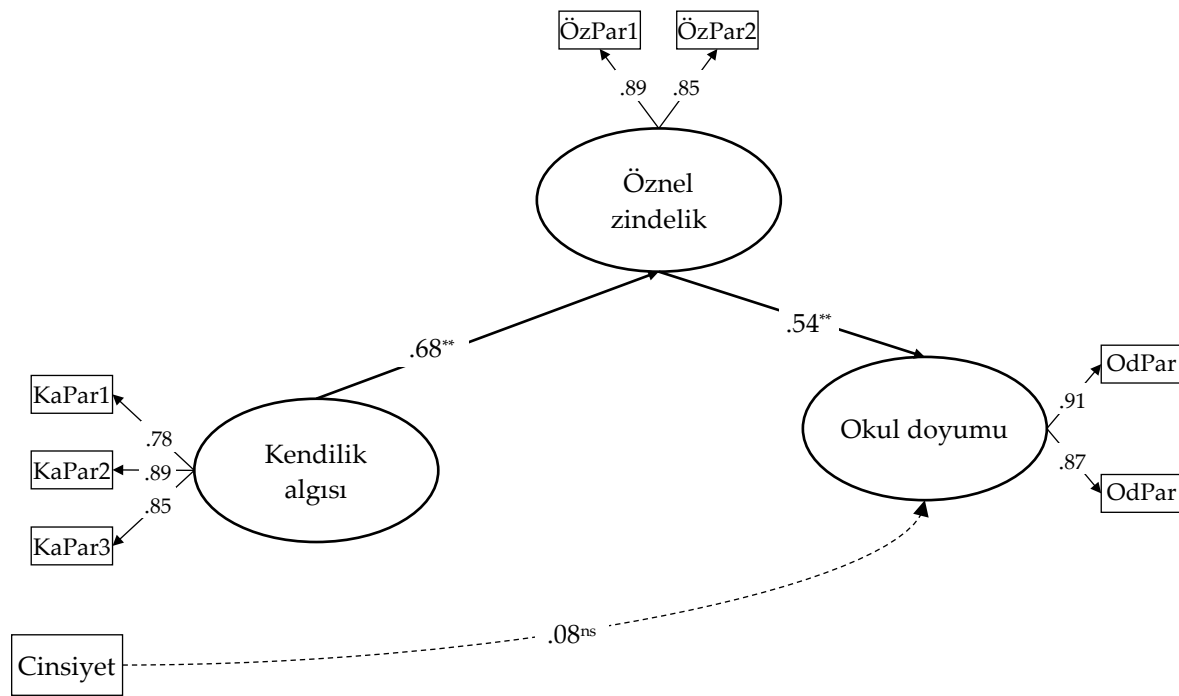 ÖzPar1
ÖzPar2
.89
.85
Öznel
zindelik
.68**
.54**
KaPar1
KaPar2
KaPar3
.78
.89
.85
Kendilik
algısı
Okul doyumu
.91
.87
OdPar
OdPar
.08ns
Cinsiyet